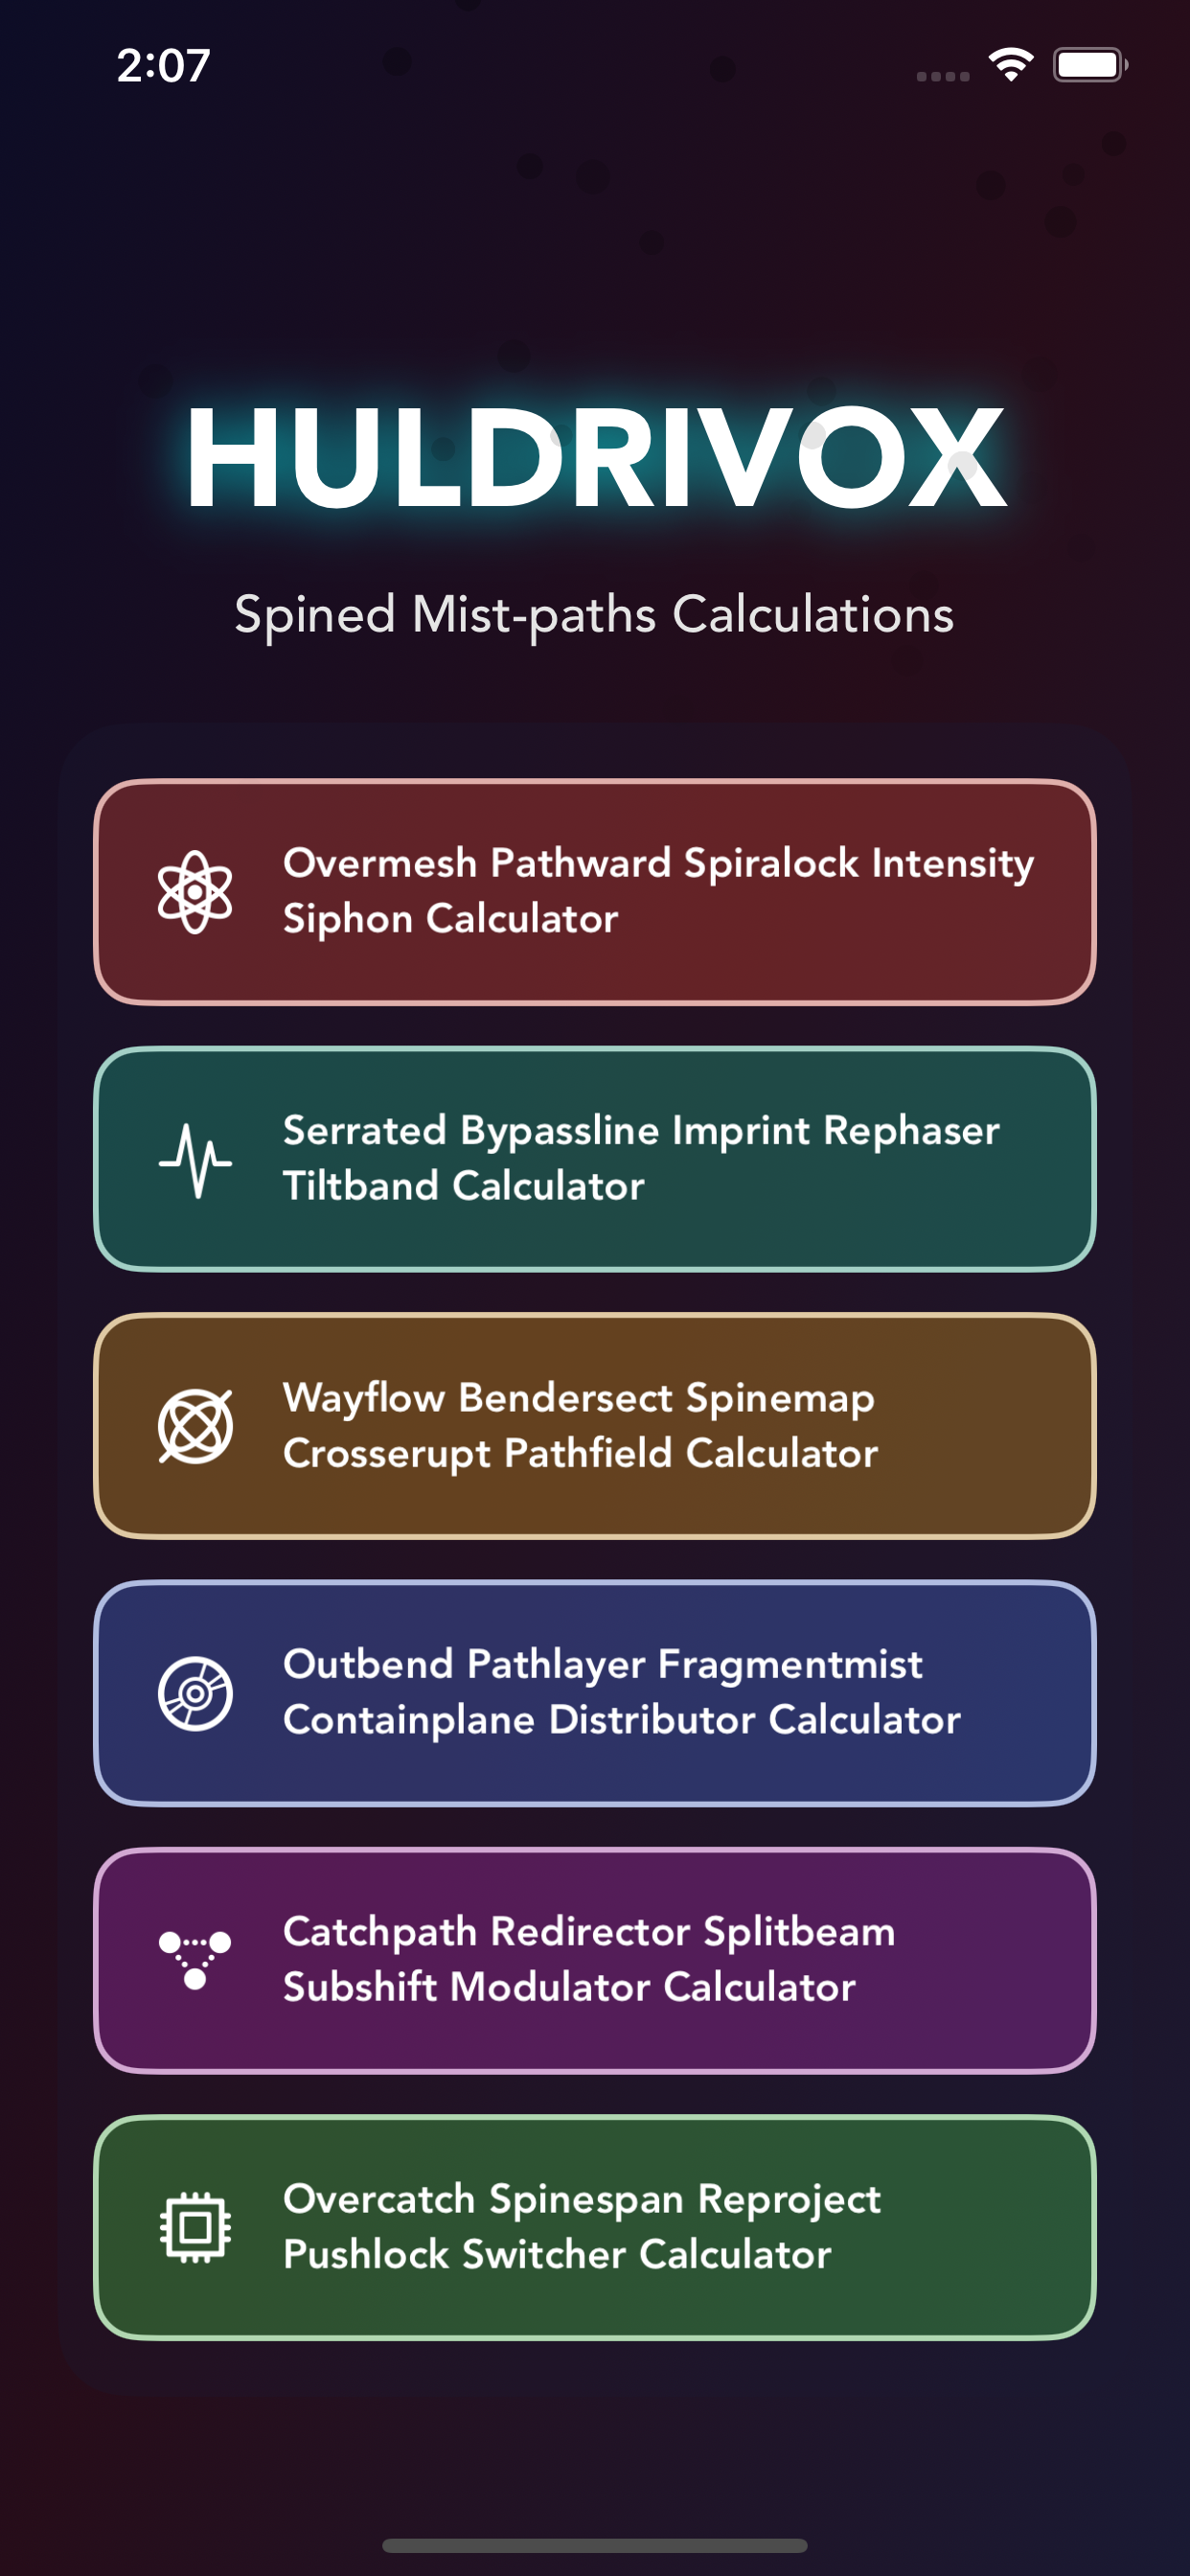 2:07
HULDRIVOX
Spined Mist-paths Calculations
Overmesh Pathward Spiralock Intensity
Siphon Calculator
Serrated Bypassline Imprint Rephaser
Tiltband Calculator
Wayflow Bendersect Spinemap
Crosserupt Pathfield Calculator
Outbend Pathlayer Fragmentmist
Containplane Distributor Calculator
Catchpath Redirector Splitbeam
Subshift Modulator Calculator
Overcatch Spinespan Reproject
Pushlock Switcher Calculator